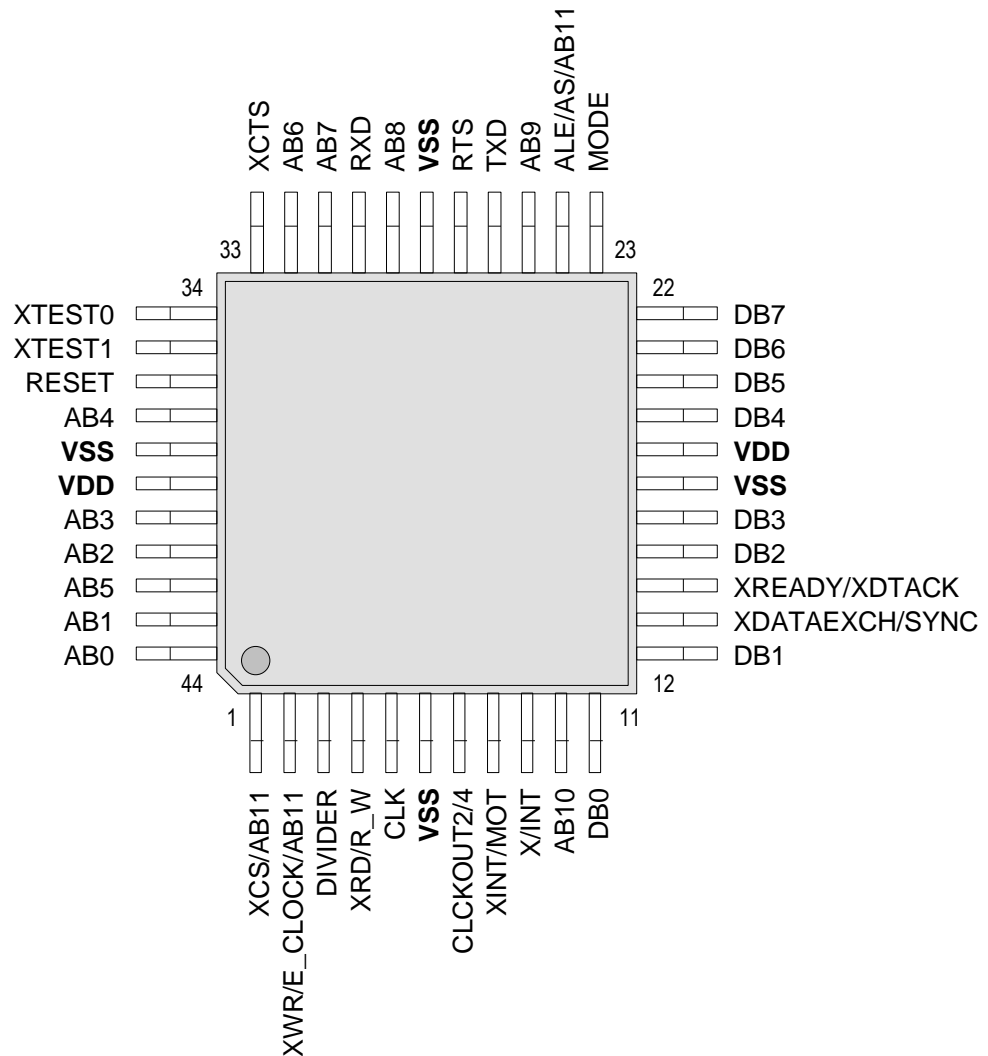 XCTS
AB6
AB7
RXD
AB8
VSS
RTS
TXD
AB9
ALE/AS/AB11
MODE
33
23
34
22
XTEST0
XTEST1
RESET
AB4
VSS
VDD
AB3
AB2
AB5
AB1
AB0
DB7
DB6
DB5
DB4
VDD
VSS
DB3
DB2
XREADY/XDTACK
XDATAEXCH/SYNC
DB1
44
12
1
11
XCS/AB11
XWR/E_CLOCK/AB11
DIVIDER
XRD/R_W
CLK
VSS
CLCKOUT2/4
XINT/MOT
X/INT
AB10
DB0